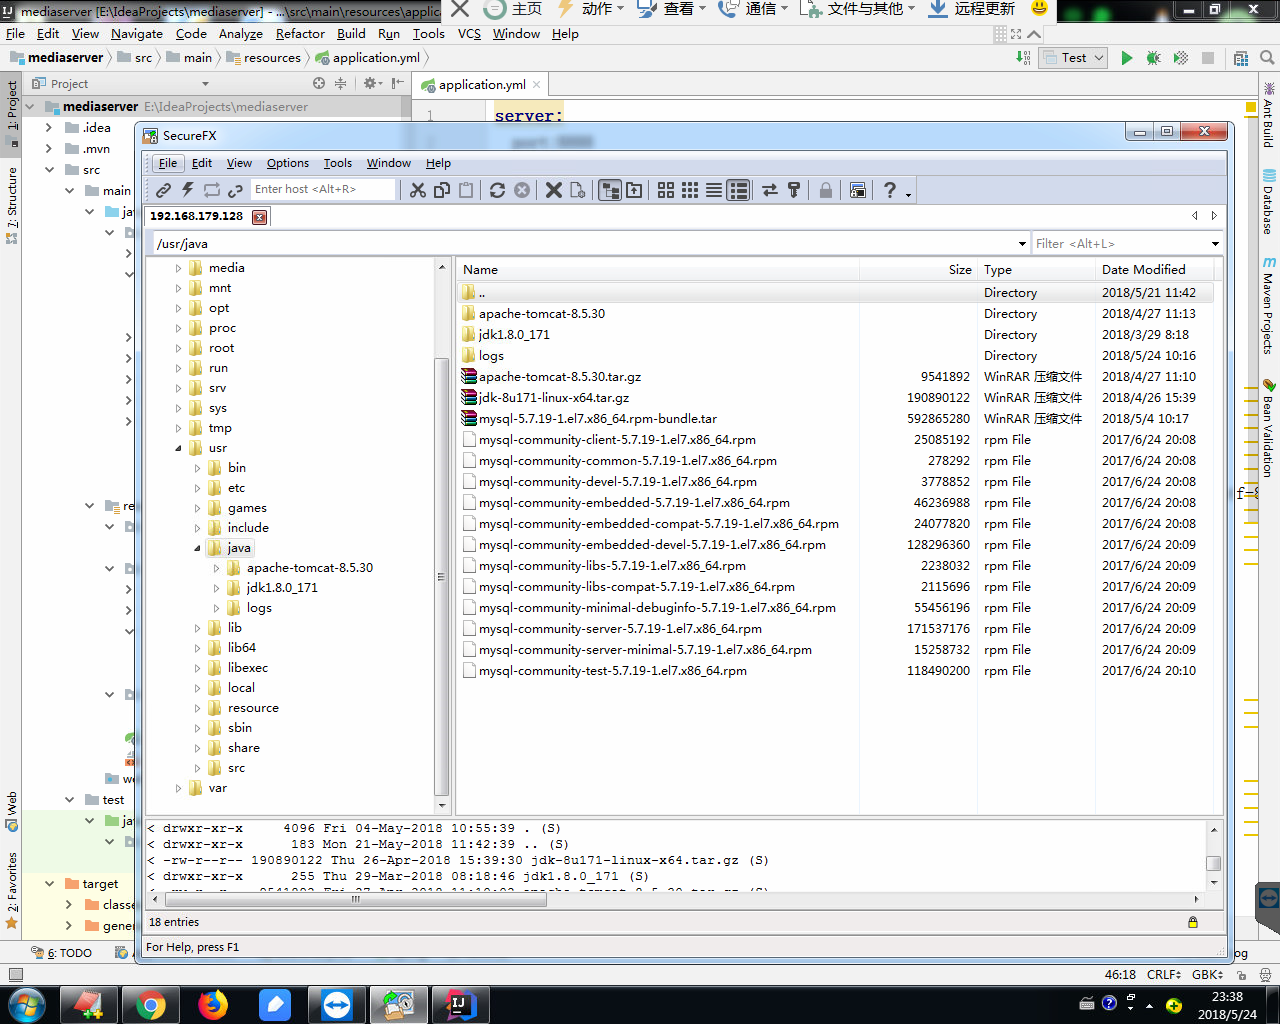 mediaserver [E:\IdeaProjects\mediaserver] - ...\src\main\resources\applic
主页 动作 查看 通信 文件与其他 远程更新
File Edit View Navigate Code Analyze Refactor Build Run Tools VCS Window Help
mediaserver src main resources application.yml Test
Project application.yml
mediaserver E:\IdeaProjects\mediaserver 1 server:
.idea
.mvn
src
main
test
target
1: Project
7: Structure
Web
2: Favorites
Ant Build
Database
Maven Projects
Bean Validation
SecureFX
File Edit View Options Tools Window Help
Enter host <Alt+R>
192.168.179.128
/usr/java Filter <Alt+L>
media
mnt
opt
proc
root
run
srv
sys
tmp
usr
bin
etc
games
include
java
apache-tomcat-8.5.30
jdk1.8.0_171
logs
lib
lib64
libexec
local
resource
sbin
share
src
var
Name Size Type Date Modified
.. Directory 2018/5/21 11:42
apache-tomcat-8.5.30 Directory 2018/4/27 11:13
jdk1.8.0_171 Directory 2018/3/29 8:18
logs Directory 2018/5/24 10:16
apache-tomcat-8.5.30.tar.gz 9541892 WinRAR 压缩文件 2018/4/27 11:10
jdk-8u171-linux-x64.tar.gz 190890122 WinRAR 压缩文件 2018/4/26 15:39
mysql-5.7.19-1.el7.x86_64.rpm-bundle.tar 592865280 WinRAR 压缩文件 2018/5/4 10:17
mysql-community-client-5.7.19-1.el7.x86_64.rpm 25085192 rpm File 2017/6/24 20:08
mysql-community-common-5.7.19-1.el7.x86_64.rpm 278292 rpm File 2017/6/24 20:08
mysql-community-devel-5.7.19-1.el7.x86_64.rpm 3778852 rpm File 2017/6/24 20:08
mysql-community-embedded-5.7.19-1.el7.x86_64.rpm 46236988 rpm File 2017/6/24 20:08
mysql-community-embedded-compat-5.7.19-1.el7.x86_64.rpm 24077820 rpm File 2017/6/24 20:08
mysql-community-embedded-devel-5.7.19-1.el7.x86_64.rpm 128296360 rpm File 2017/6/24 20:09
mysql-community-libs-5.7.19-1.el7.x86_64.rpm 2238032 rpm File 2017/6/24 20:09
mysql-community-libs-compat-5.7.19-1.el7.x86_64.rpm 2115696 rpm File 2017/6/24 20:09
mysql-community-minimal-debuginfo-5.7.19-1.el7.x86_64.rpm 55456196 rpm File 2017/6/24 20:09
mysql-community-server-5.7.19-1.el7.x86_64.rpm 171537176 rpm File 2017/6/24 20:09
mysql-community-server-minimal-5.7.19-1.el7.x86_64.rpm 15258732 rpm File 2017/6/24 20:09
mysql-community-test-5.7.19-1.el7.x86_64.rpm 118490200 rpm File 2017/6/24 20:10
< drwxr-xr-x 4096 Fri 04-May-2018 10:55:39 . (S)
< drwxr-xr-x 183 Mon 21-May-2018 11:42:39 .. (S)
< -rw-r--r-- 190890122 Thu 26-Apr-2018 15:39:30 jdk-8u171-linux-x64.tar.gz (S)
< drwxr-xr-x 255 Thu 29-Mar-2018 08:18:46 jdk1.8.0_171 (S)
18 entries
For Help, press F1
6: TODO
46:18 CRLF GBK
23:38
2018/5/24